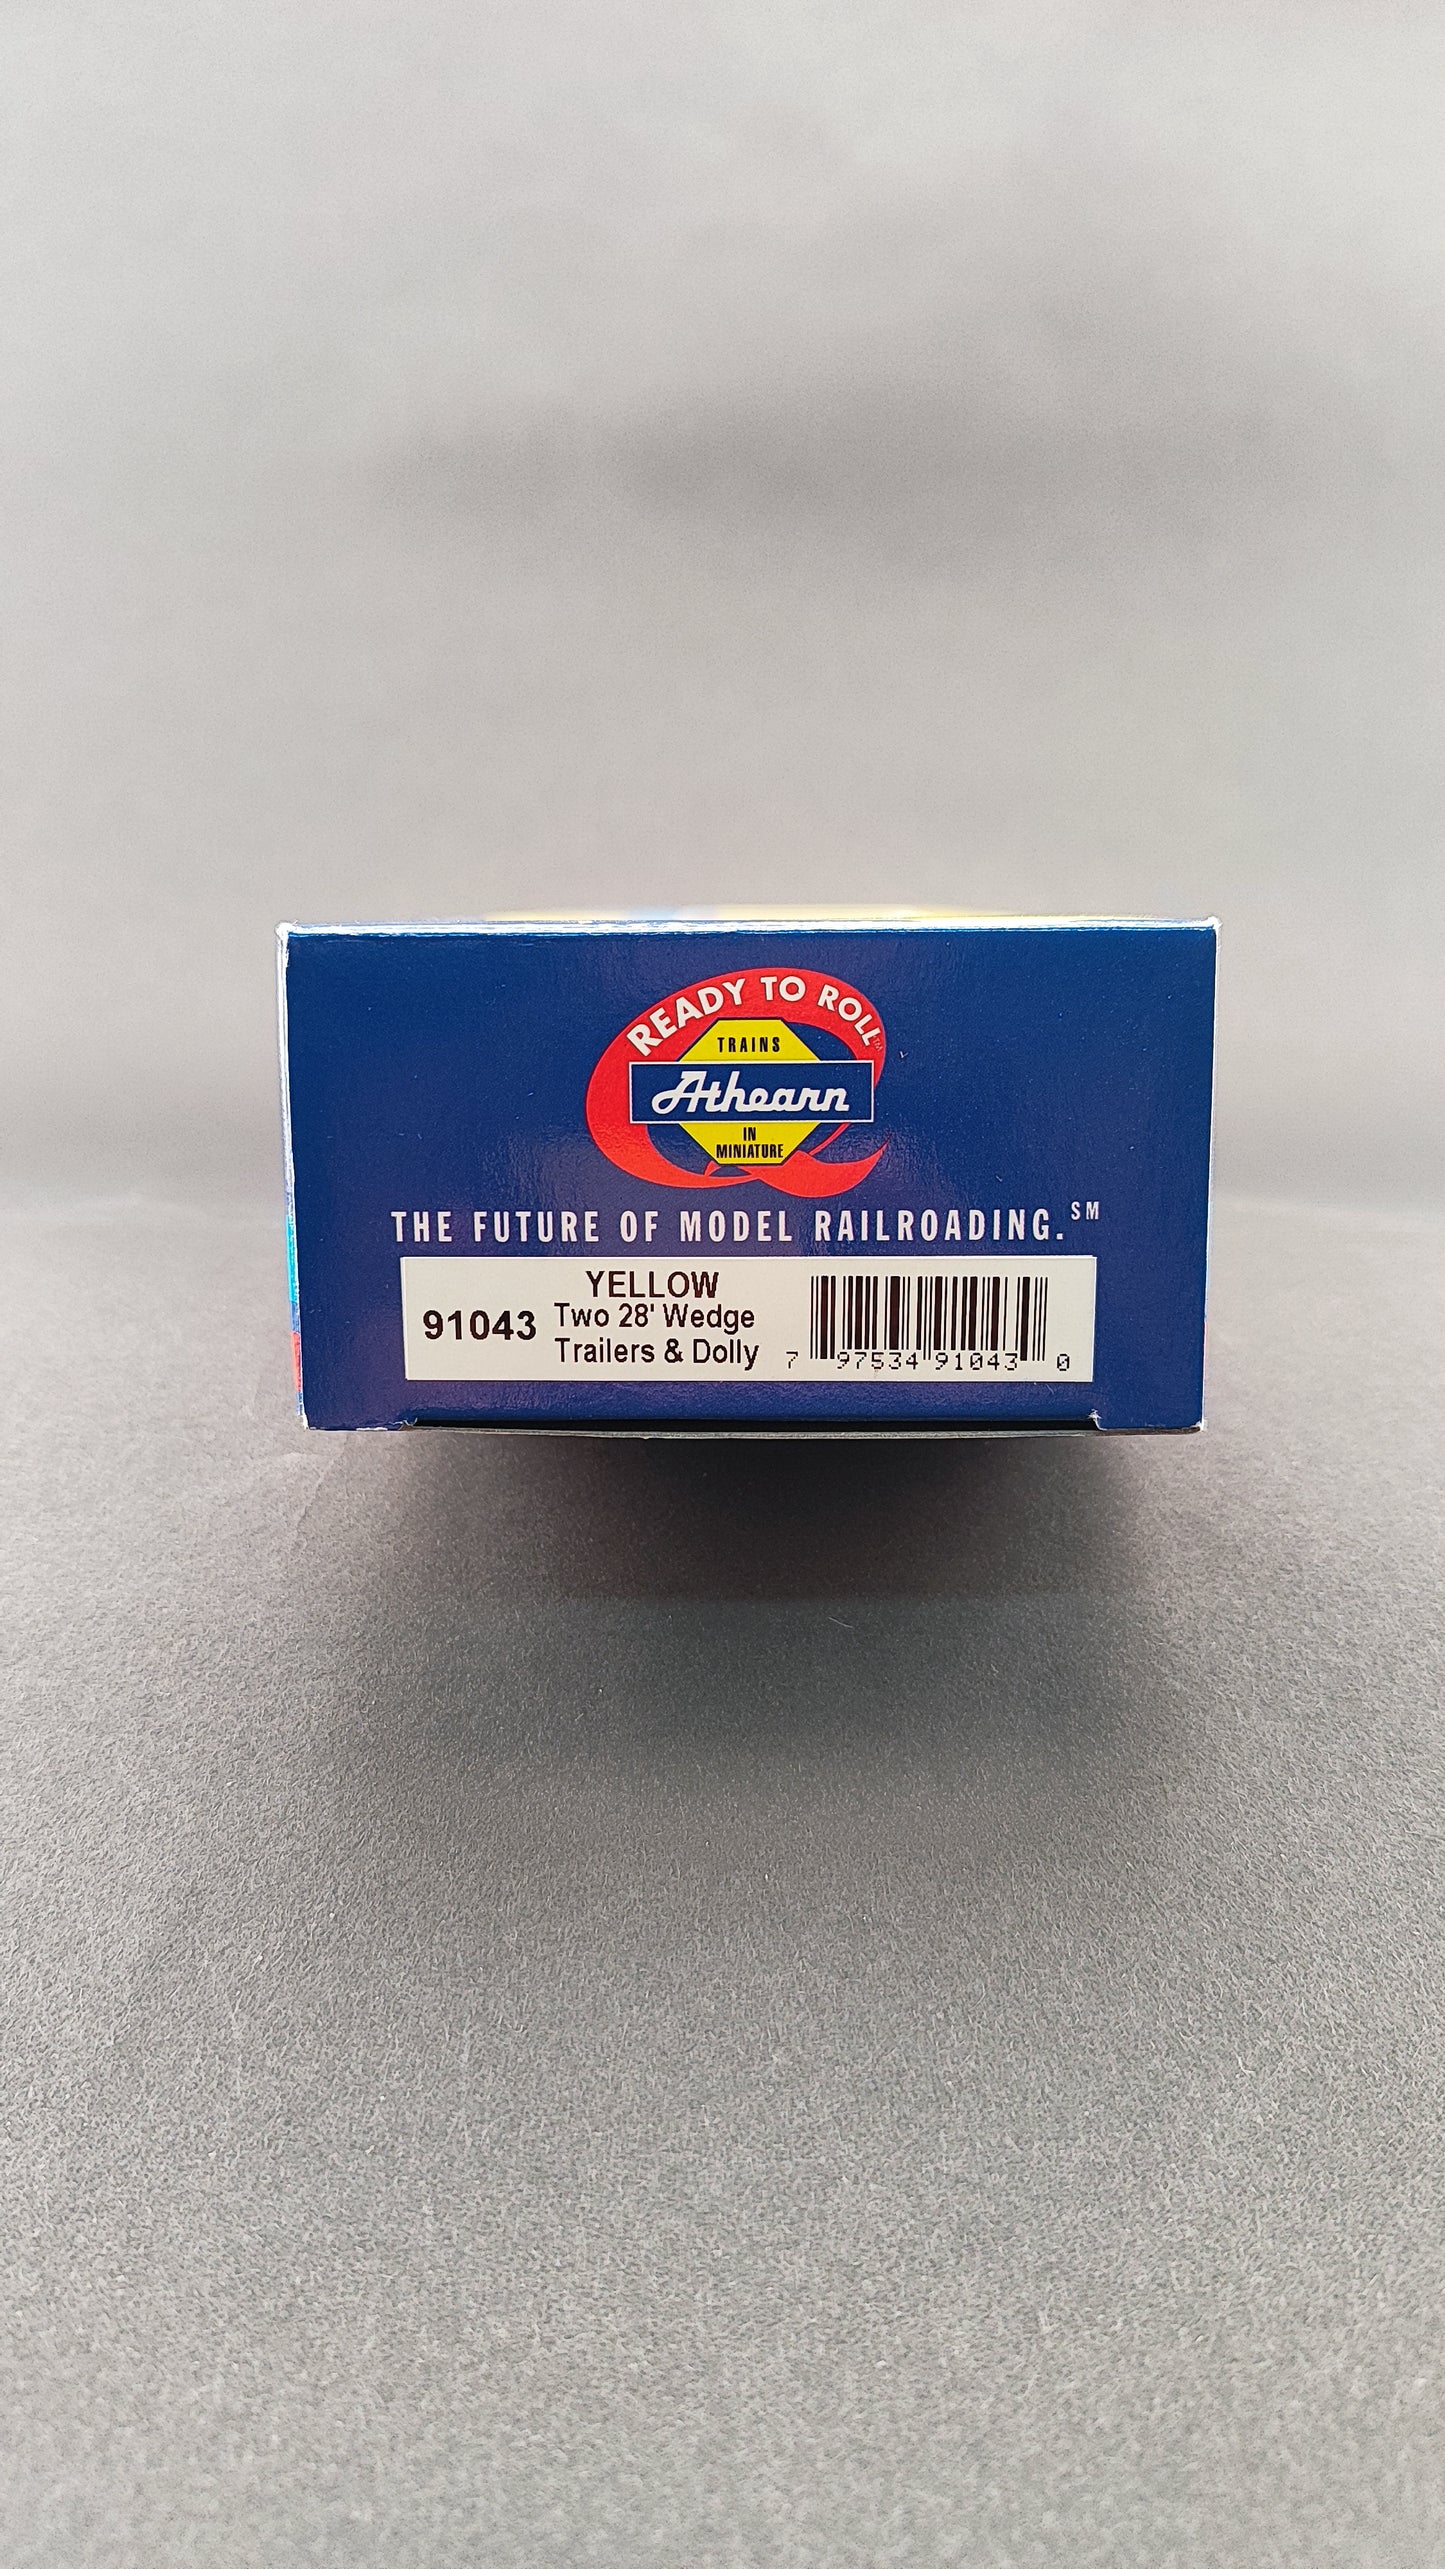 READY TO ROLL™
TRAINS
Athearn
IN
MINIATURE
THE FUTURE OF MODEL RAILROADING.℠
YELLOW
91043
Two 28' Wedge
Trailers & Dolly
7 97534 91043 0